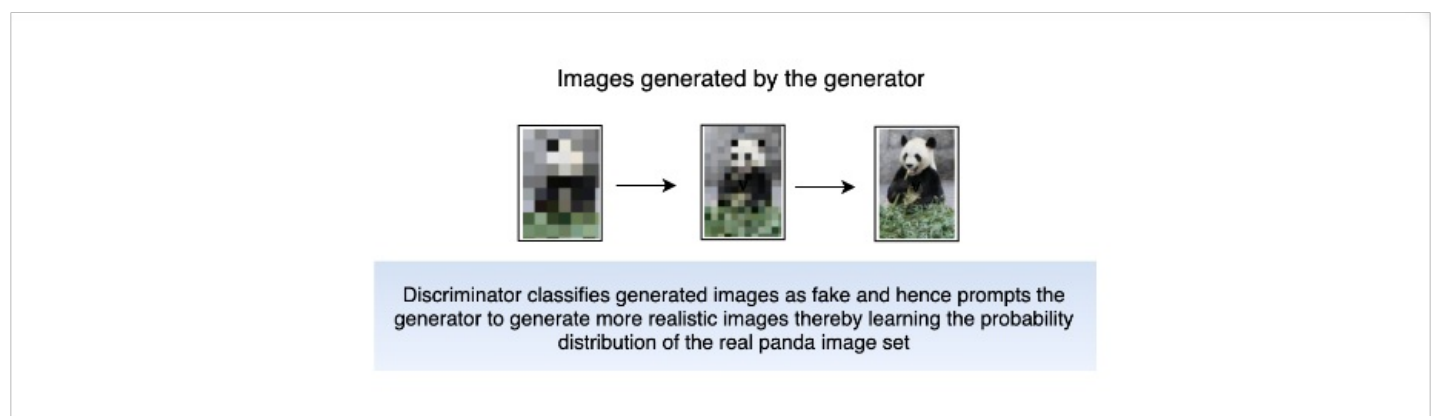 Images generated by the generator
Discriminator classifies generated images as fake and hence prompts the
generator to generate more realistic images thereby learning the probability
distribution of the real panda image set